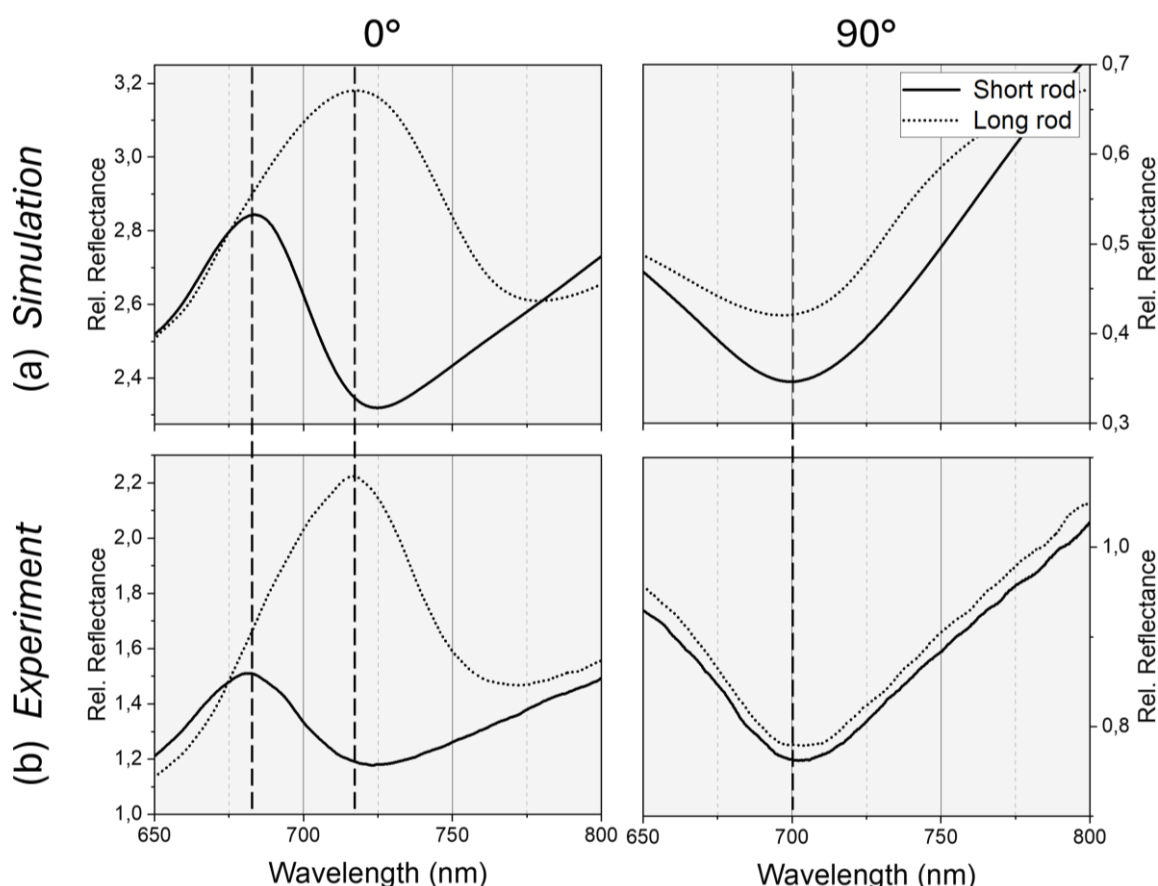 0°
90°
(a) Simulation
Rel. Reflectance
3,2
3,0
2,8
2,6
2,4
Short rod
Long rod
0,7
0,6
0,5
0,4
0,3
Rel. Reflectance
(b) Experiment
Rel. Reflectance
2,2
2,0
1,8
1,6
1,4
1,2
1,0
650
700
750
800
Wavelength (nm)
1,0
0,8
Rel. Reflectance
650
700
750
800
Wavelength (nm)